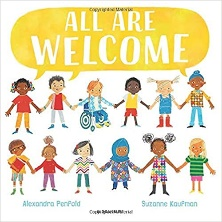 ALL ARE
WELCOME
Alexandra Penfold
Suzanne Kaufman